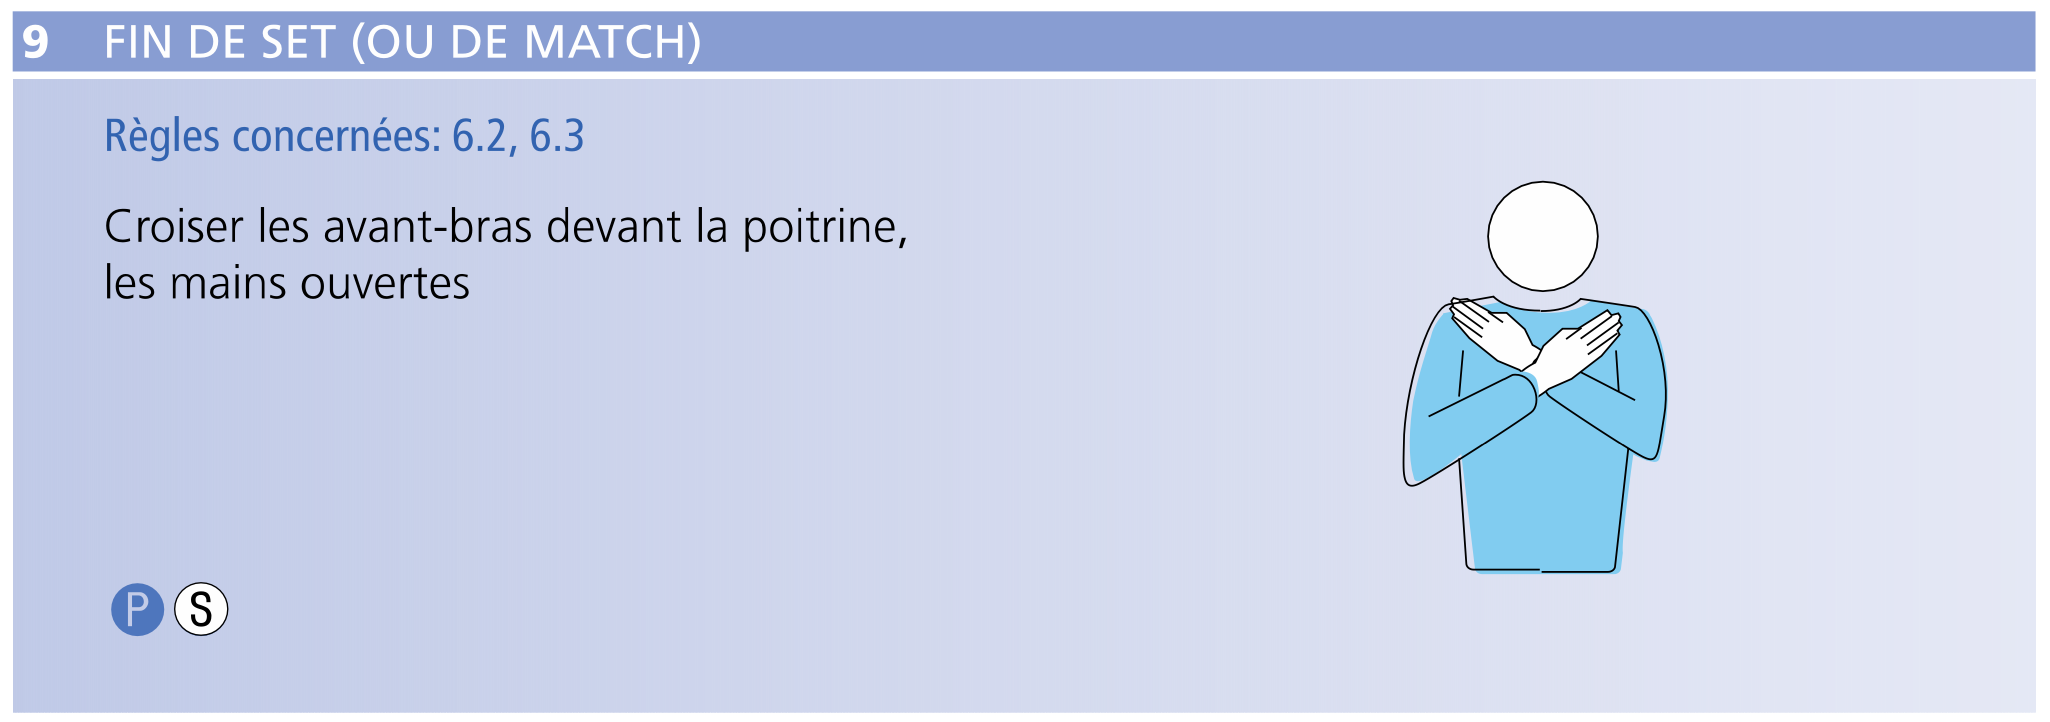 9 FIN DE SET (OU DE MATCH)
Règles concernées: 6.2, 6.3
Croiser les avant-bras devant la poitrine,
les mains ouvertes
P S